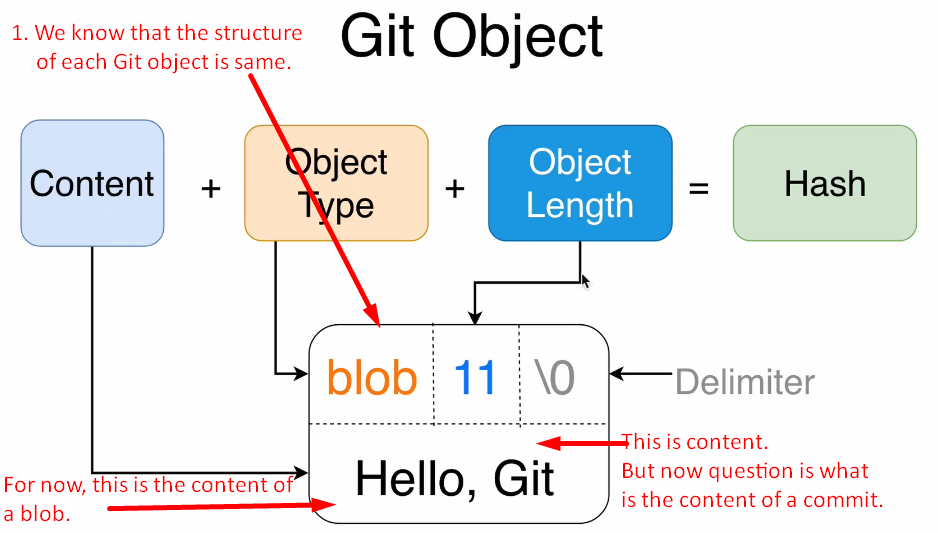 1. We know that the structure
of each Git object is same.
Git Object
Content
+
Object
Type
+
Object
Length
=
Hash
blob
11
\0
Delimiter
Hello, Git
This is content.
But now question is what
is the content of a commit.
For now, this is the content of
a blob.